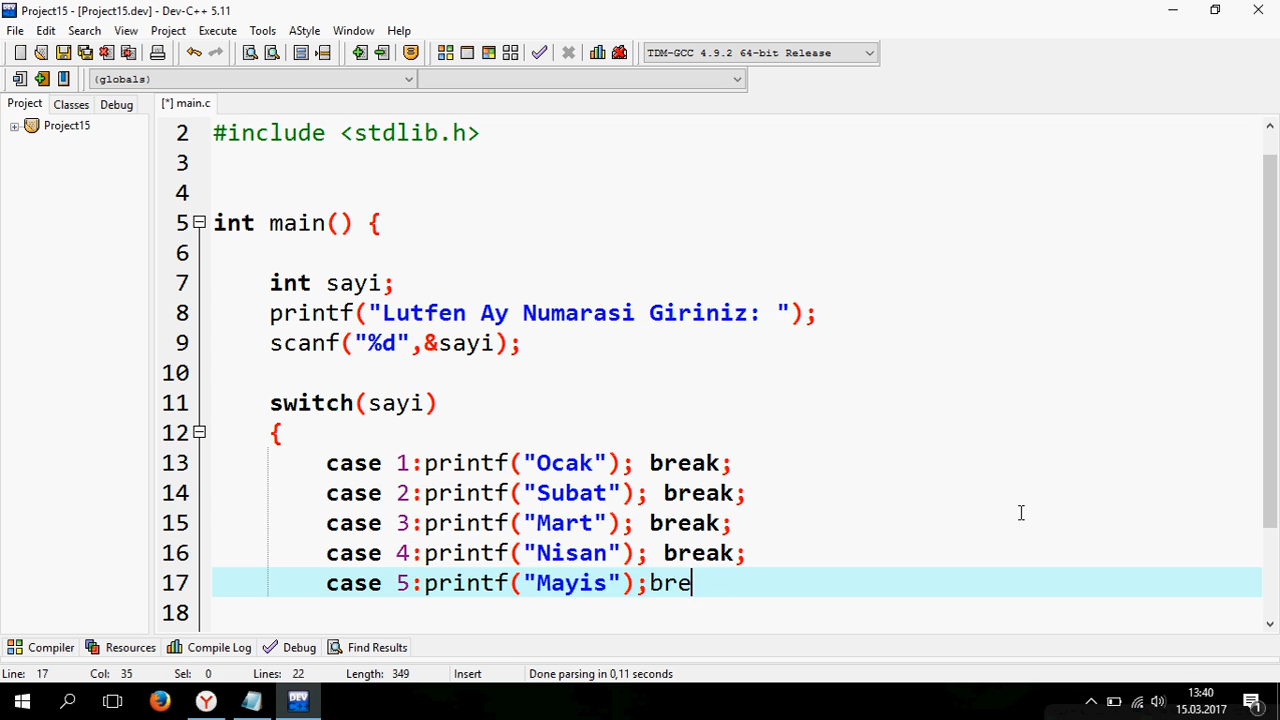 Project15 - [Project15.dev] - Dev-C++ 5.11
File Edit Search View Project Execute Tools AStyle Window Help
TDM-GCC 4.9.2 64-bit Release
(globals)
Project Classes Debug [*] main.c
Project15
2 #include <stdlib.h>
3
4
5 int main() {
6
7 int sayi;
8 printf("Lutfen Ay Numarasi Giriniz: ");
9 scanf("%d",&sayi);
10
11 switch(sayi)
12 {
13 case 1:printf("Ocak"); break;
14 case 2:printf("Subat"); break;
15 case 3:printf("Mart"); break;
16 case 4:printf("Nisan"); break;
17 case 5:printf("Mayis");bre
18
Compiler Resources Compile Log Debug Find Results
Line: 17 Col: 35 Sel: 0 Lines: 22 Length: 349 Insert Done parsing in 0,11 seconds
DEV
13:40
15.03.2017
1